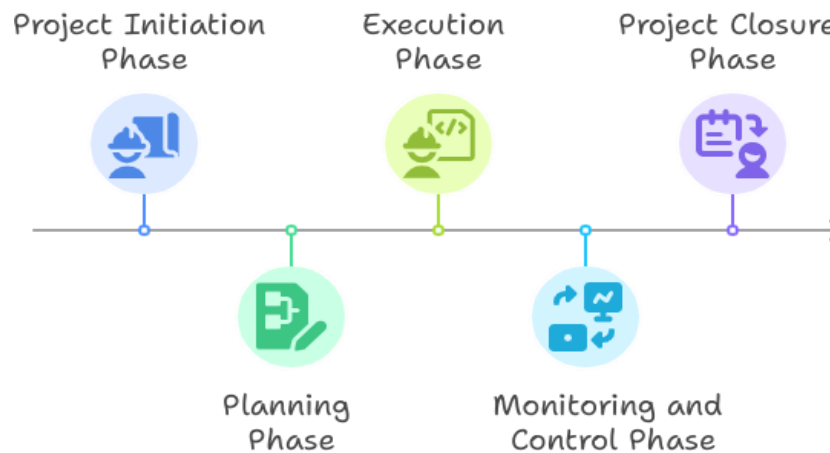 Project Initiation
Phase
Execution
Phase
Project Closure
Phase
</>
Planning
Phase
Monitoring and
Control Phase